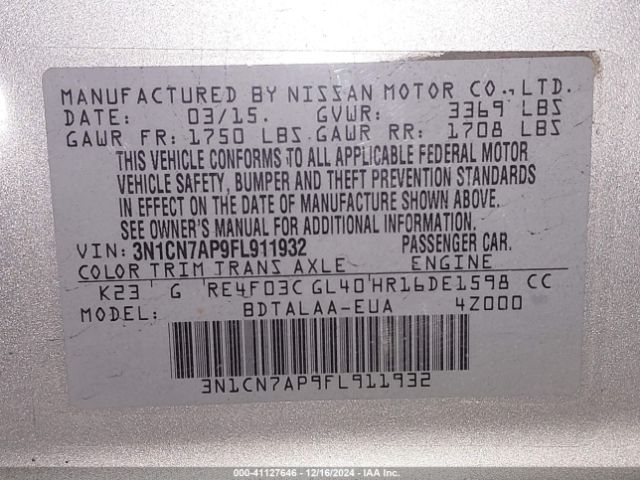 MANUFACTURED BY NISSAN MOTOR CO., LTD.
DATE: 03/15. GVWR: 3369 LBS
GAWR FR: 1750 LBS. GAWR RR: 1708 LBS
THIS VEHICLE CONFORMS TO ALL APPLICABLE FEDERAL MOTOR
VEHICLE SAFETY, BUMPER AND THEFT PREVENTION STANDARDS
IN EFFECT ON THE DATE OF MANUFACTURE SHOWN ABOVE.
SEE OWNER'S MANUAL FOR ADDITIONAL INFORMATION.
VIN: 3N1CN7AP9FL911932 PASSENGER CAR.
COLOR TRIM TRANS AXLE ENGINE
K23 G RE4F03C GL40 HR16DE1598 CC
MODEL: BDTALAA-EUA 4Z000
3N1CN7AP9FL911932
000-41127646 - 12/16/2024 - IAA Inc.